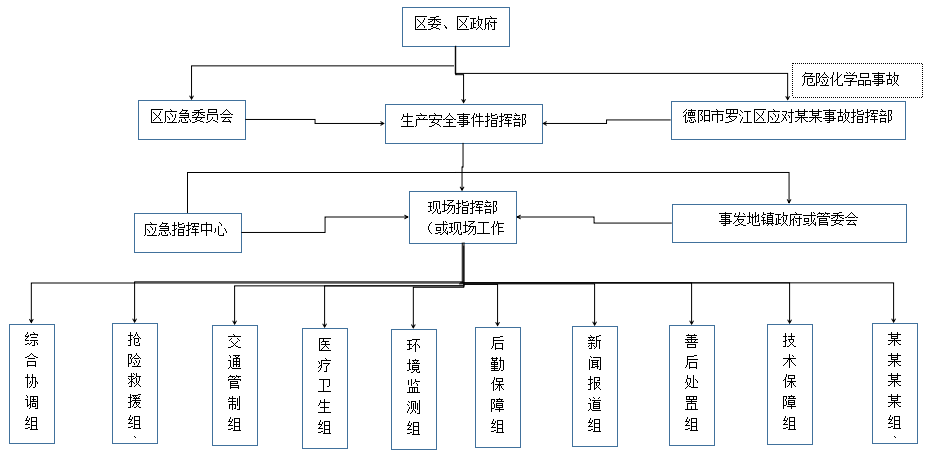 区委、区政府
危险化学品事故
区应急委员会
生产安全事件指挥部
德阳市罗江区应对某某事故指挥部
应急指挥中心
现场指挥部
（或现场工作
事发地镇政府或管委会
综合协调组
抢险救援组、
交通管制组
医疗卫生组
环境监测组
后勤保障组
新闻报道组
善后处置组
技术保障组
某某某某组、